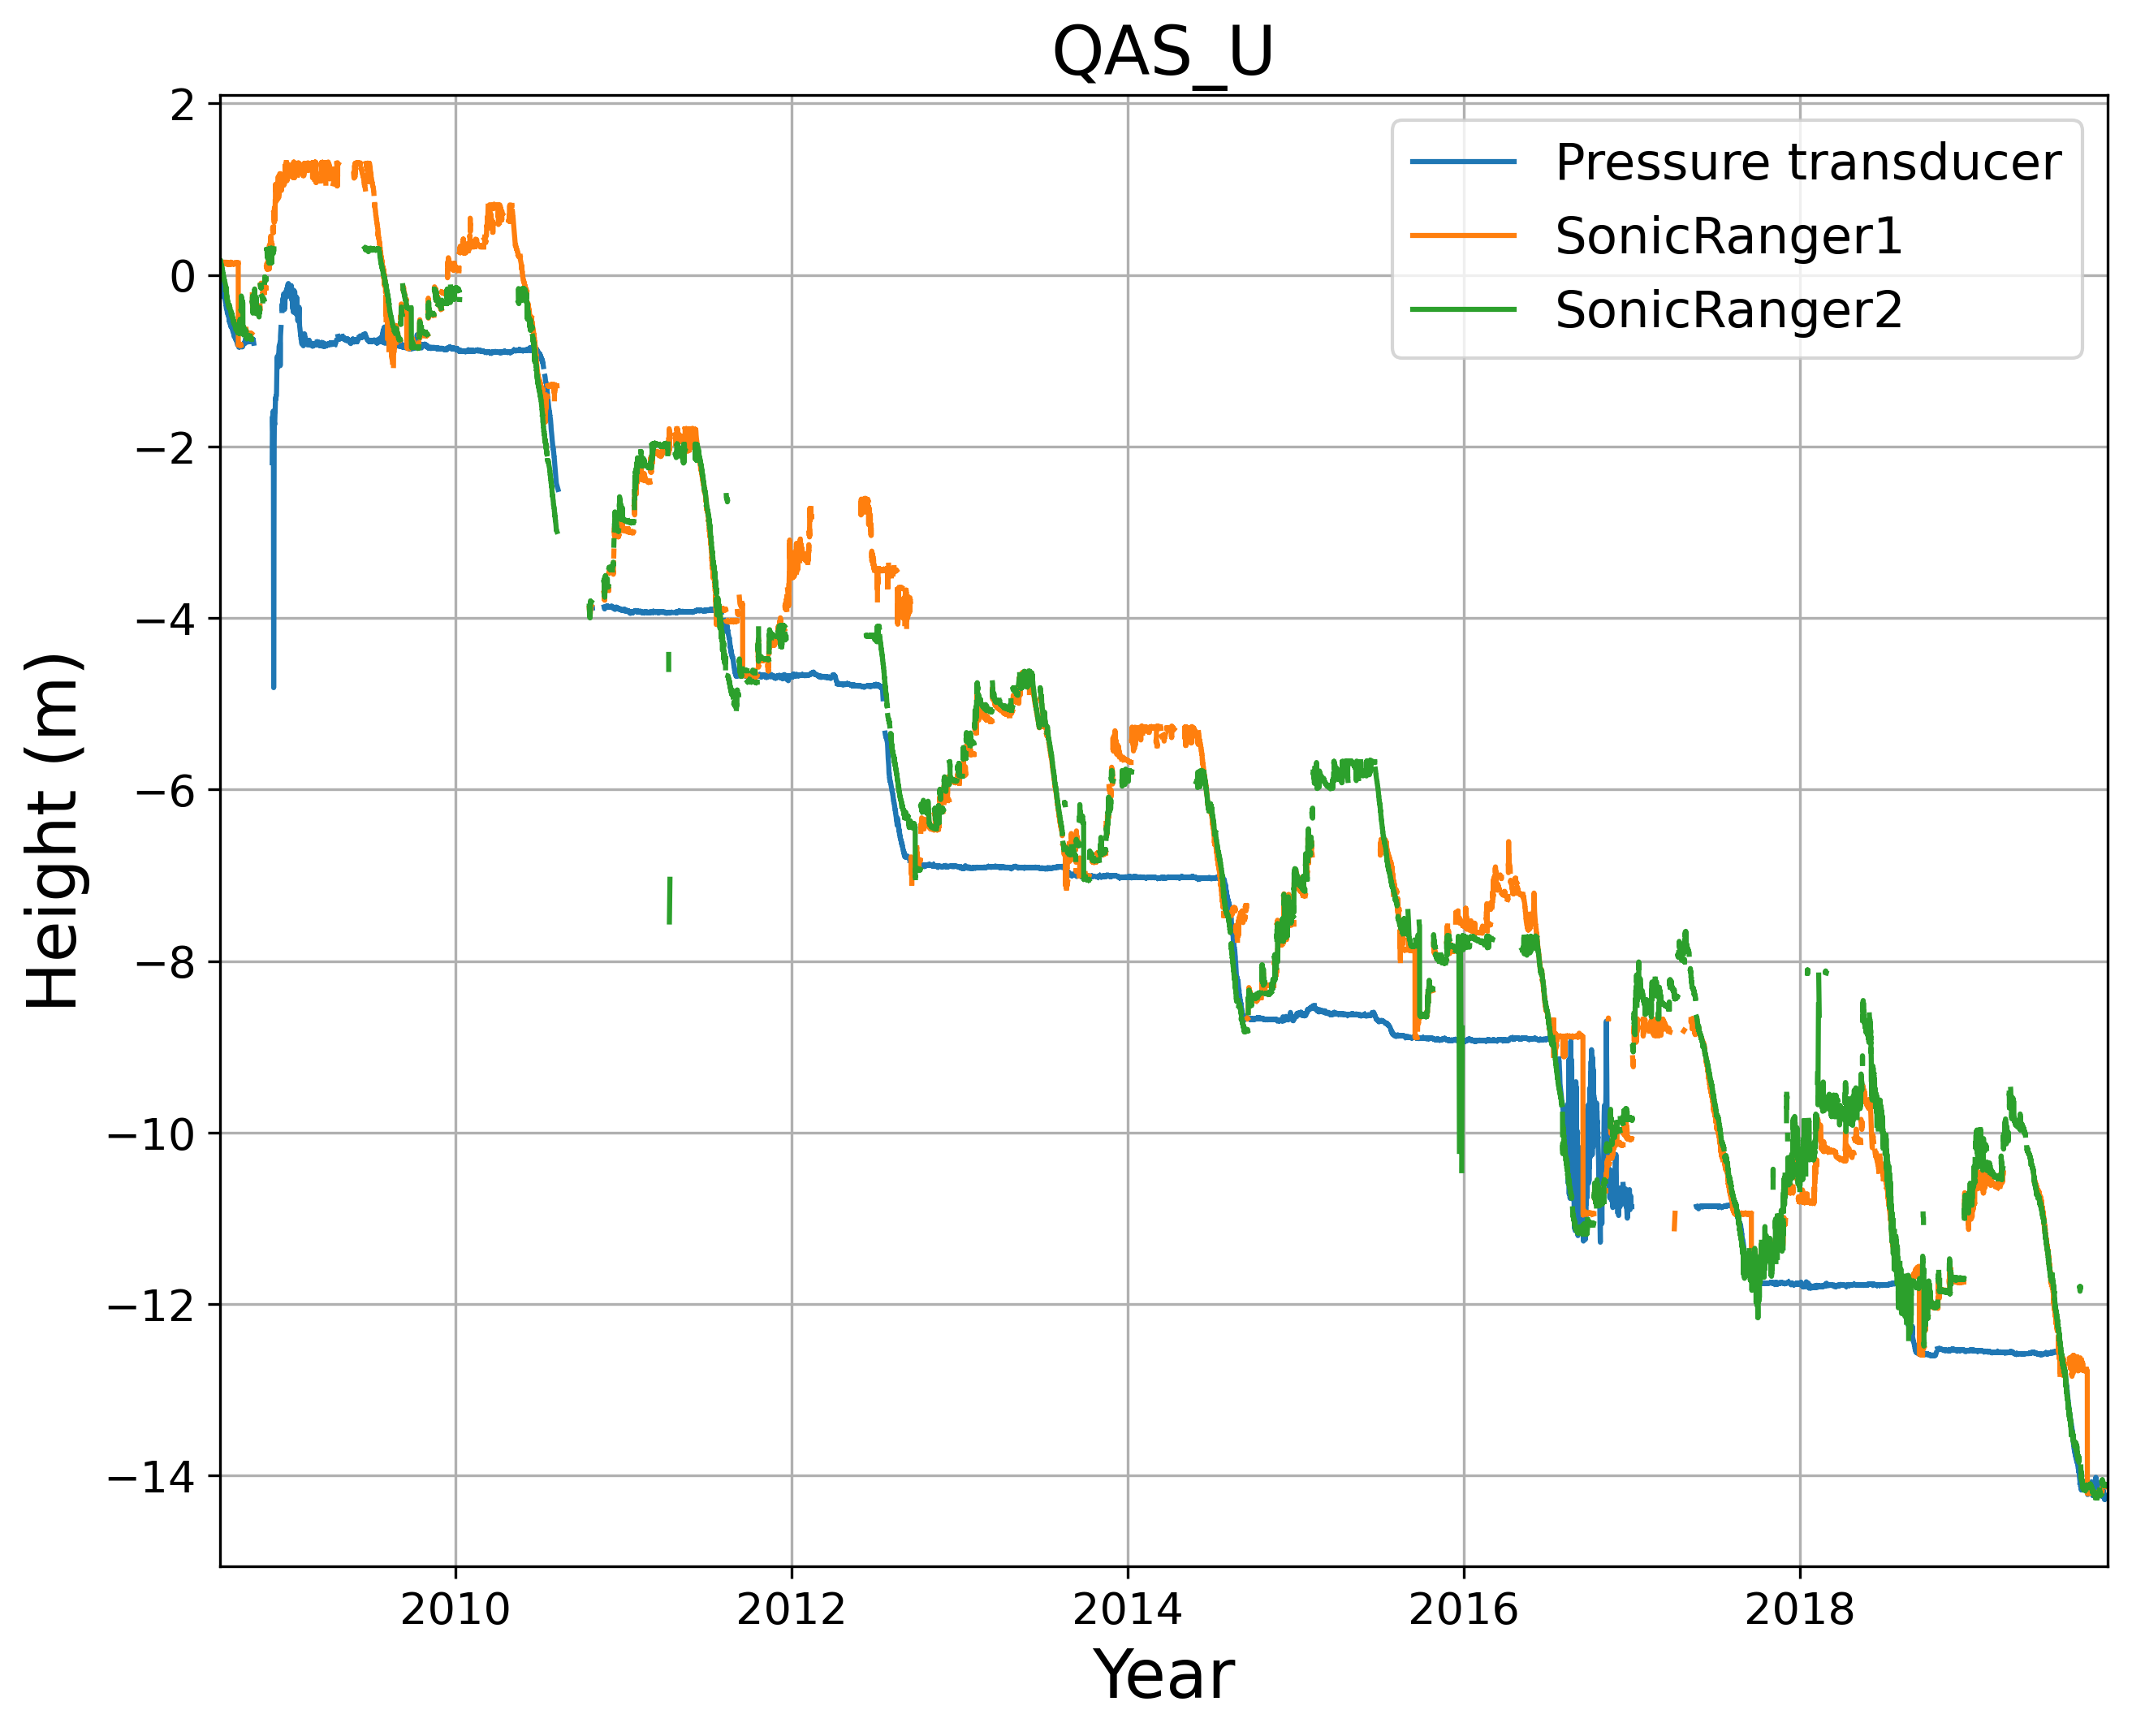 QAS_U
Pressure transducer
SonicRanger1
SonicRanger2
Height (m)
2
0
−2
−4
−6
−8
−10
−12
−14
2010 2012 2014 2016 2018
Year